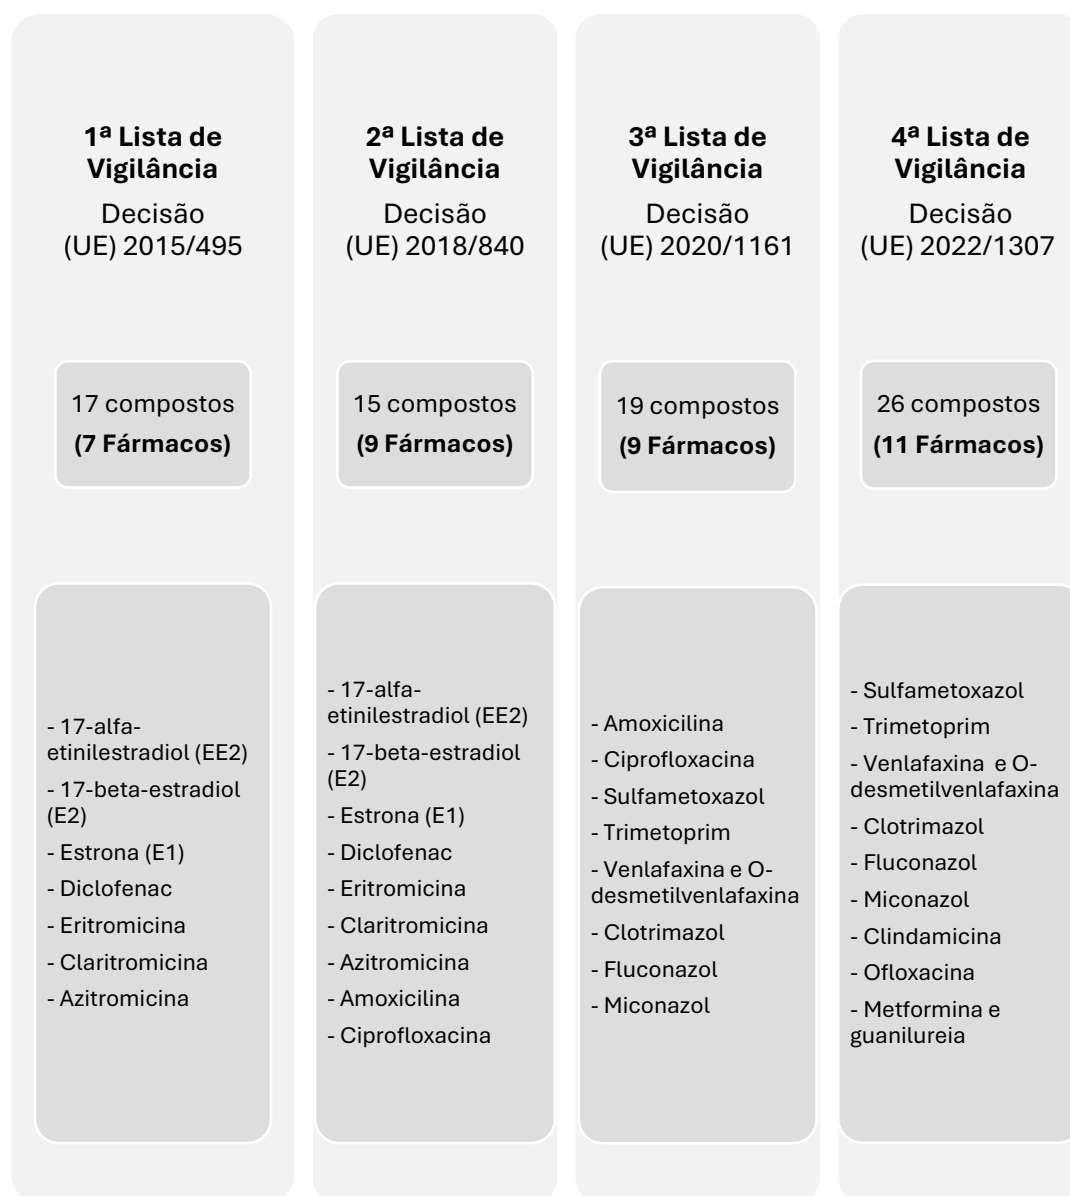 1ª Lista de
Vigilância
Decisão
(UE) 2015/495
17 compostos
(7 Fármacos)
- 17-alfa-
etinilestradiol (EE2)
- 17-beta-estradiol
(E2)
- Estrona (E1)
- Diclofenac
- Eritromicina
- Claritromicina
- Azitromicina
2ª Lista de
Vigilância
Decisão
(UE) 2018/840
15 compostos
(9 Fármacos)
- 17-alfa-
etinilestradiol (EE2)
- 17-beta-estradiol
(E2)
- Estrona (E1)
- Diclofenac
- Eritromicina
- Claritromicina
- Azitromicina
- Amoxicilina
- Ciprofloxacina
3ª Lista de
Vigilância
Decisão
(UE) 2020/1161
19 compostos
(9 Fármacos)
- Amoxicilina
- Ciprofloxacina
- Sulfametoxazol
- Trimetoprim
- Venlafaxina e O-
desmetilvenlafaxina
- Clotrimazol
- Fluconazol
- Miconazol
4ª Lista de
Vigilância
Decisão
(UE) 2022/1307
26 compostos
(11 Fármacos)
- Sulfametoxazol
- Trimetoprim
- Venlafaxina e O-
desmetilvenlafaxina
- Clotrimazol
- Fluconazol
- Miconazol
- Clindamicina
- Ofloxacina
- Metformina e
guanilureia